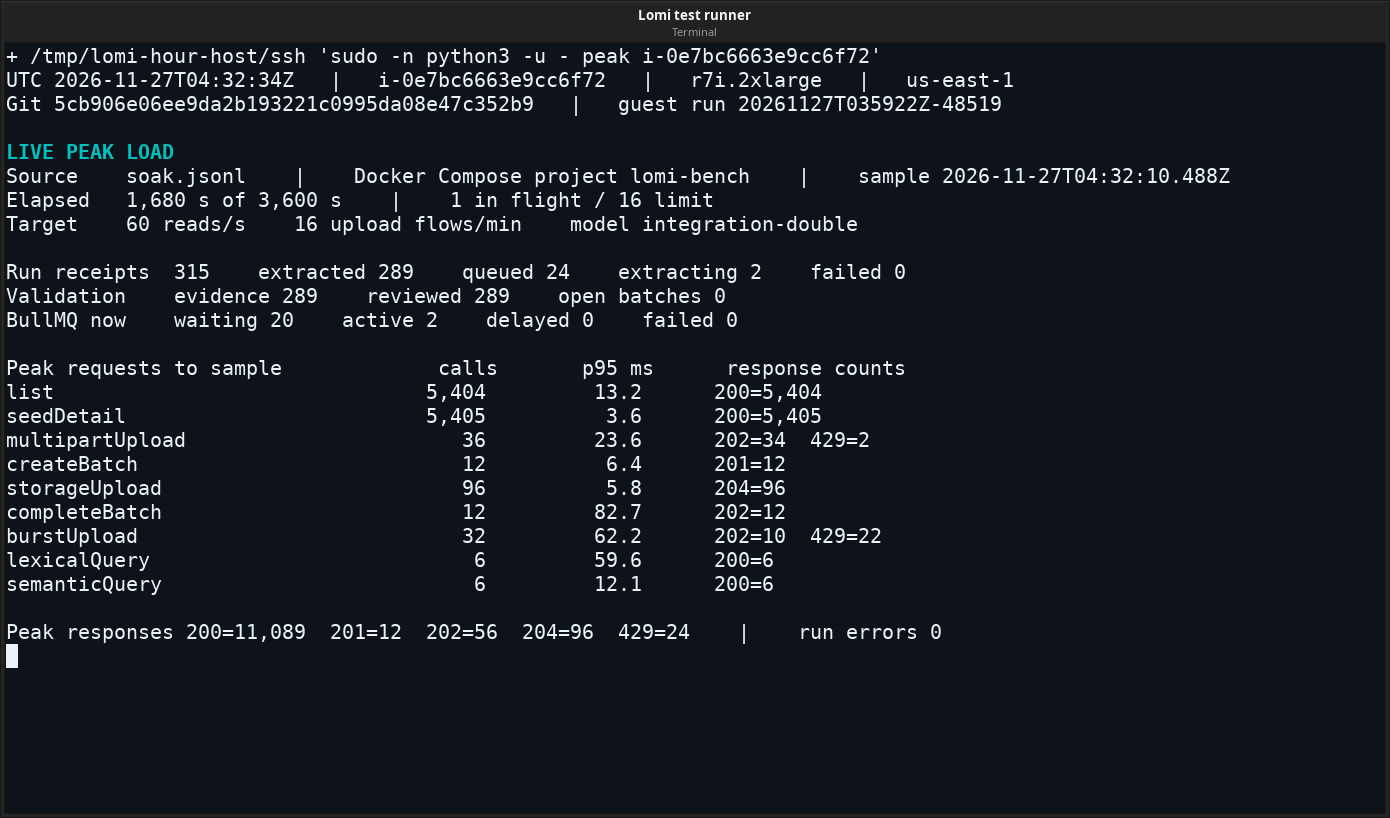 Lomi test runner
Terminal
+ /tmp/lomi-hour-host/ssh 'sudo -n python3 -u - peak i-0e7bc6663e9cc6f72'
UTC 2026-11-27T04:32:34Z | i-0e7bc6663e9cc6f72 | r7i.2xlarge | us-east-1
Git 5cb906e06ee9da2b193221c0995da08e47c352b9 | guest run 20261127T035922Z-48519
LIVE PEAK LOAD
Source soak.jsonl | Docker Compose project lomi-bench | sample 2026-11-27T04:32:10.488Z
Elapsed 1,680 s of 3,600 s | 1 in flight / 16 limit
Target 60 reads/s 16 upload flows/min model integration-double
Run receipts 315 extracted 289 queued 24 extracting 2 failed 0
Validation evidence 289 reviewed 289 open batches 0
BullMQ now waiting 20 active 2 delayed 0 failed 0
Peak requests to sample calls p95 ms response counts
list 5,404 13.2 200=5,404
seedDetail 5,405 3.6 200=5,405
multipartUpload 36 23.6 202=34 429=2
createBatch 12 6.4 201=12
storageUpload 96 5.8 204=96
completeBatch 12 82.7 202=12
burstUpload 32 62.2 202=10 429=22
lexicalQuery 6 59.6 200=6
semanticQuery 6 12.1 200=6
Peak responses 200=11,089 201=12 202=56 204=96 429=24 | run errors 0